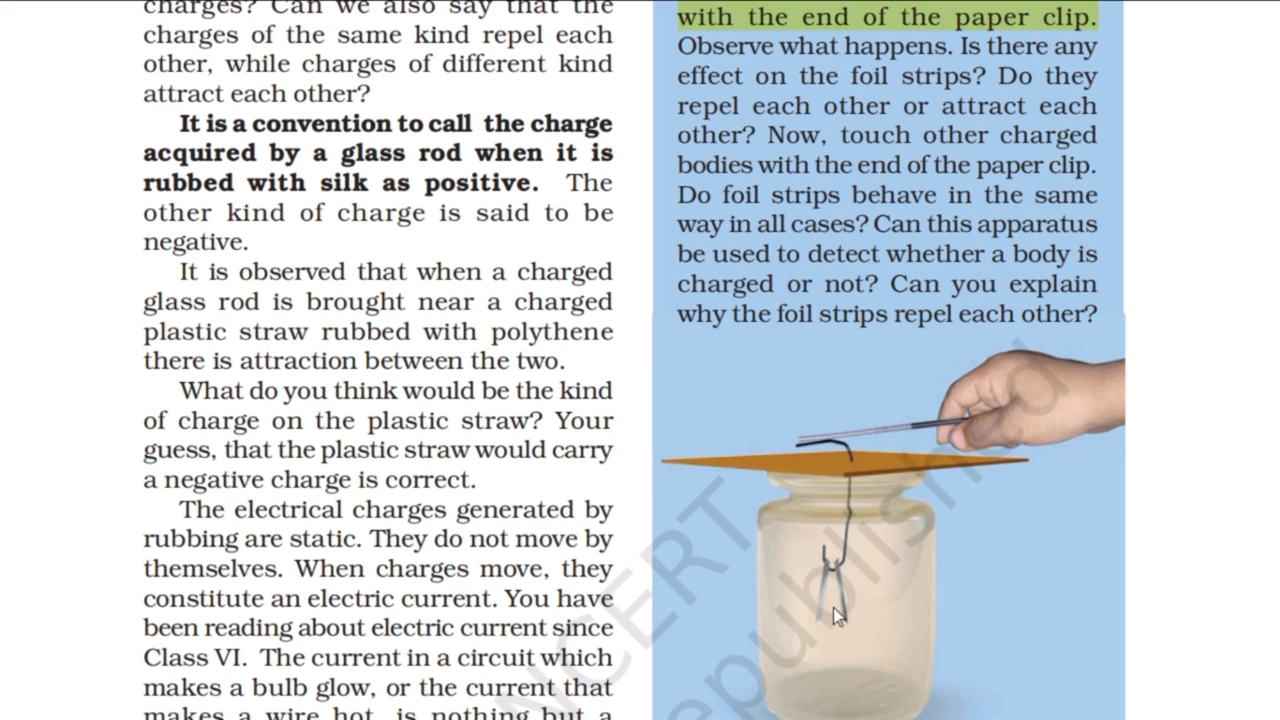 charges? Can we also say that the
charges of the same kind repel each
other, while charges of different kind
attract each other?
It is a convention to call the charge
acquired by a glass rod when it is
rubbed with silk as positive. The
other kind of charge is said to be
negative.
It is observed that when a charged
glass rod is brought near a charged
plastic straw rubbed with polythene
there is attraction between the two.
What do you think would be the kind
of charge on the plastic straw? Your
guess, that the plastic straw would carry
a negative charge is correct.
The electrical charges generated by
rubbing are static. They do not move by
themselves. When charges move, they
constitute an electric current. You have
been reading about electric current since
Class VI. The current in a circuit which
makes a bulb glow, or the current that
makes a wire hot, is nothing but a
with the end of the paper clip.
Observe what happens. Is there any
effect on the foil strips? Do they
repel each other or attract each
other? Now, touch other charged
bodies with the end of the paper clip.
Do foil strips behave in the same
way in all cases? Can this apparatus
be used to detect whether a body is
charged or not? Can you explain
why the foil strips repel each other?
NCERT
epublished